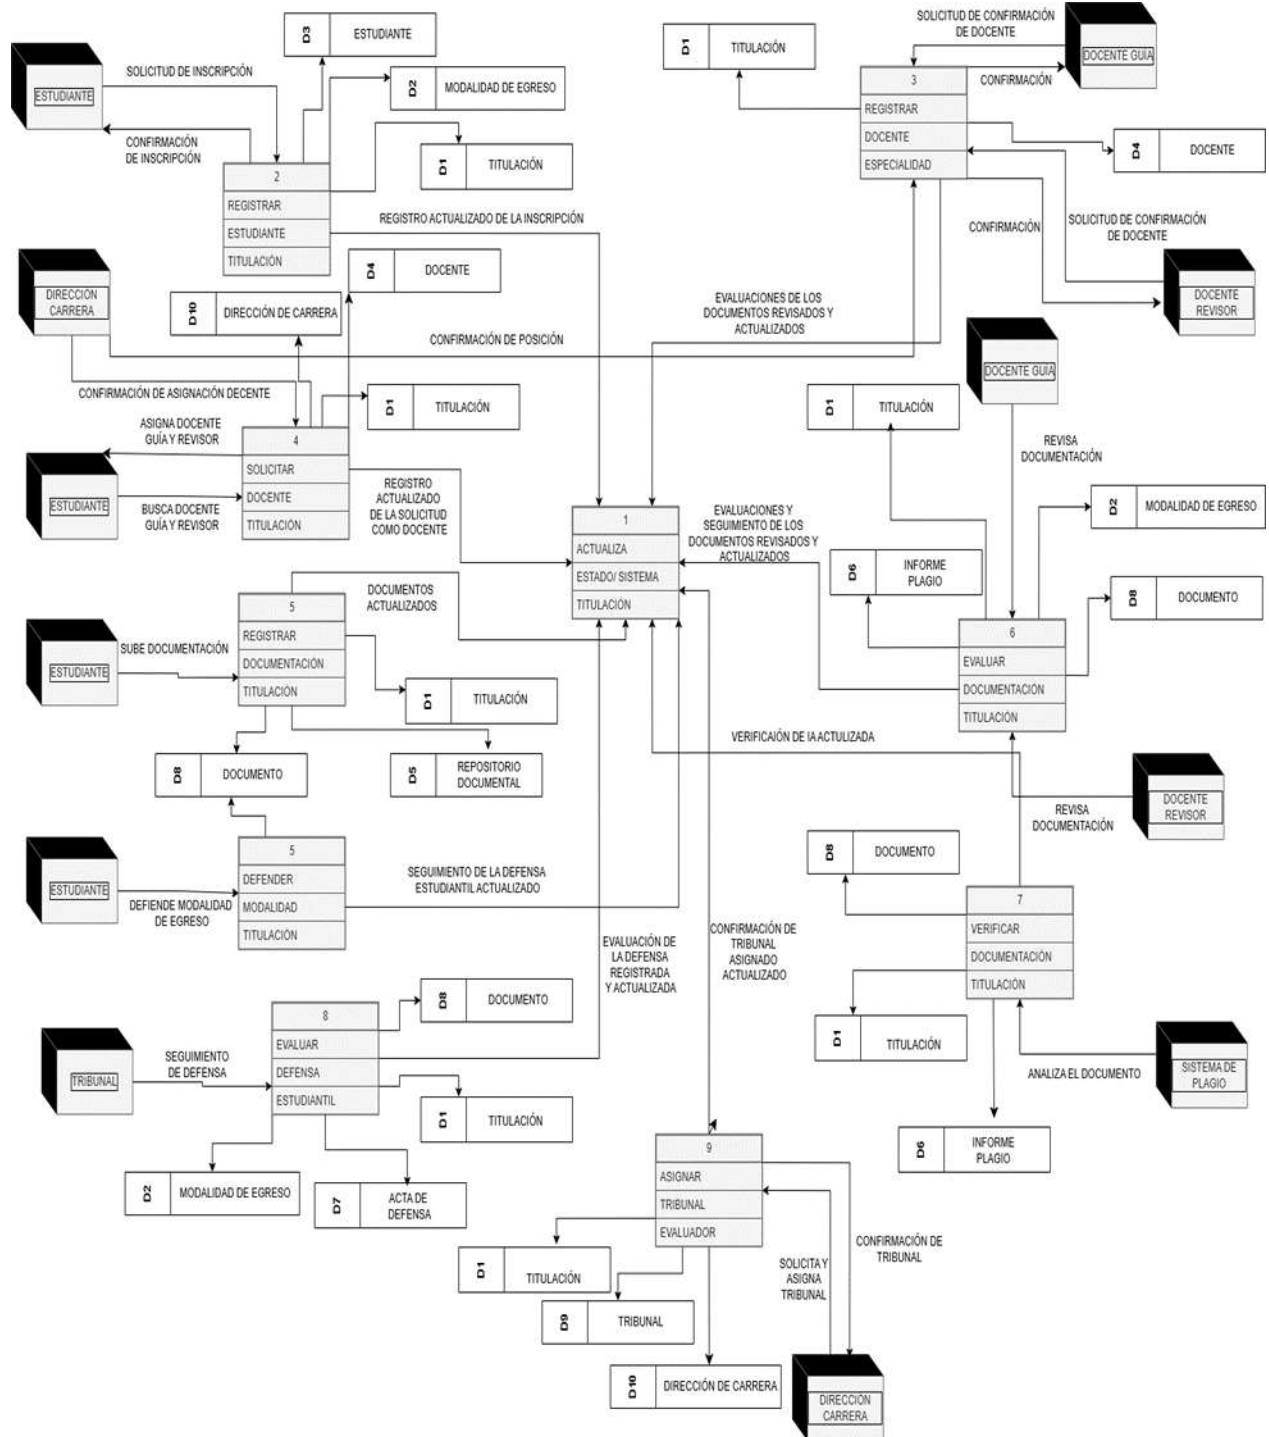 D3
ESTUDIANTE
SOLICITUD DE INSCRIPCIÓN
ESTUDIANTE
D2
MODALIDAD DE EGRESO
CONFIRMACIÓN
DE INSCRIPCIÓN
D1
TITULACIÓN
2
REGISTRAR
ESTUDIANTE
TITULACIÓN
REGISTRO ACTUALIZADO DE LA INSCRIPCIÓN
SOLICITUD DE CONFIRMACIÓN
DE DOCENTE
D1
TITULACIÓN
DOCENTE GUIA
3
REGISTRAR
DOCENTE
ESPECIALIDAD
CONFIRMACIÓN
D4
DOCENTE
CONFIRMACIÓN
SOLICITUD DE CONFIRMACIÓN
DE DOCENTE
DOCENTE
REVISOR
DIRECCIÓN
CARRERA
D4
DOCENTE
D10
DIRECCIÓN DE CARRERA
EVALUACIONES DE LOS
DOCUMENTOS REVISADOS Y
ACTUALIZADOS
CONFIRMACIÓN DE POSICIÓN
CONFIRMACIÓN DE ASIGNACIÓN DECENTE
D1
TITULACIÓN
ASIGNA DOCENTE
GUÍA Y REVISOR
ESTUDIANTE
BUSCA DOCENTE
GUÍA Y REVISOR
4
SOLICITAR
DOCENTE
TITULACIÓN
REGISTRO
ACTUALIZADO
DE LA SOLICITUD
COMO DOCENTE
DOCENTE GUIA
D1
TITULACIÓN
REVISA
DOCUMENTACIÓN
D2
MODALIDAD DE EGRESO
1
ACTUALIZA
ESTADO/ SISTEMA
TITULACIÓN
EVALUACIONES Y
SEGUIMIENTO DE LOS
DOCUMENTOS REVISADOS Y
ACTUALIZADOS
D6
INFORME
PLAGIO
D8
DOCUMENTO
6
EVALUAR
DOCUMENTACIÓN
TITULACIÓN
DOCUMENTOS
ACTUALIZADOS
5
REGISTRAR
DOCUMENTACIÓN
TITULACIÓN
SUBE DOCUMENTACIÓN
ESTUDIANTE
D1
TITULACIÓN
D8
DOCUMENTO
D5
REPOSITORIO
DOCUMENTAL
VERIFICAIÓN DE IA ACTULIZADA
REVISA
DOCUMENTACIÓN
DOCENTE
REVISOR
5
DEFENDER
MODALIDAD
TITULACIÓN
ESTUDIANTE
DEFIENDE MODALIDAD
DE EGRESO
SEGUIMIENTO DE LA DEFENSA
ESTUDIANTIL ACTUALIZADO
D8
DOCUMENTO
7
VERIFICAR
DOCUMENTACIÓN
TITULACIÓN
EVALUACIÓN DE
LA DEFENSA
REGISTRADA
Y ACTUALIZADA
CONFIRMACIÓN DE
TRIBUNAL
ASIGNADO
ACTUALIZADO
D8
DOCUMENTO
8
EVALUAR
DEFENSA
ESTUDIANTIL
TRIBUNAL
SEGUIMIENTO
DE DEFENSA
D1
TITULACIÓN
D1
TITULACIÓN
ANALIZA EL DOCUMENTO
SISTEMA DE
PLAGIO
D6
INFORME
PLAGIO
D2
MODALIDAD DE EGRESO
D7
ACTA DE
DEFENSA
9
ASIGNAR
TRIBUNAL
EVALUADOR
D1
TITULACIÓN
D9
TRIBUNAL
D10
DIRECCIÓN DE CARRERA
SOLICITA Y
ASIGNA
TRIBUNAL
CONFIRMACIÓN DE
TRIBUNAL
DIRECCIÓN
CARRERA